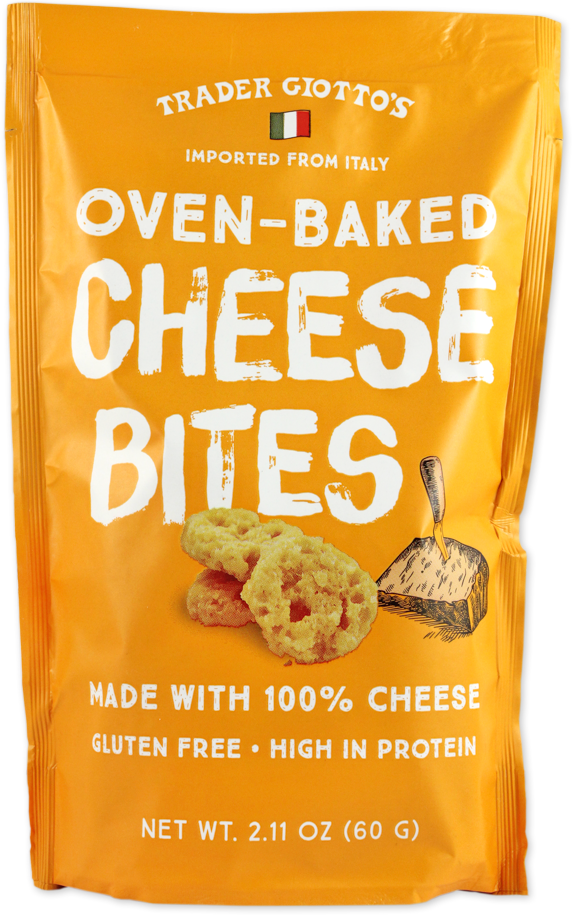 TRADER GIOTTO'S
IMPORTED FROM ITALY
OVEN-BAKED
CHEESE
BITES
MADE WITH 100% CHEESE
GLUTEN FREE • HIGH IN PROTEIN
NET WT. 2.11 OZ (60 G)